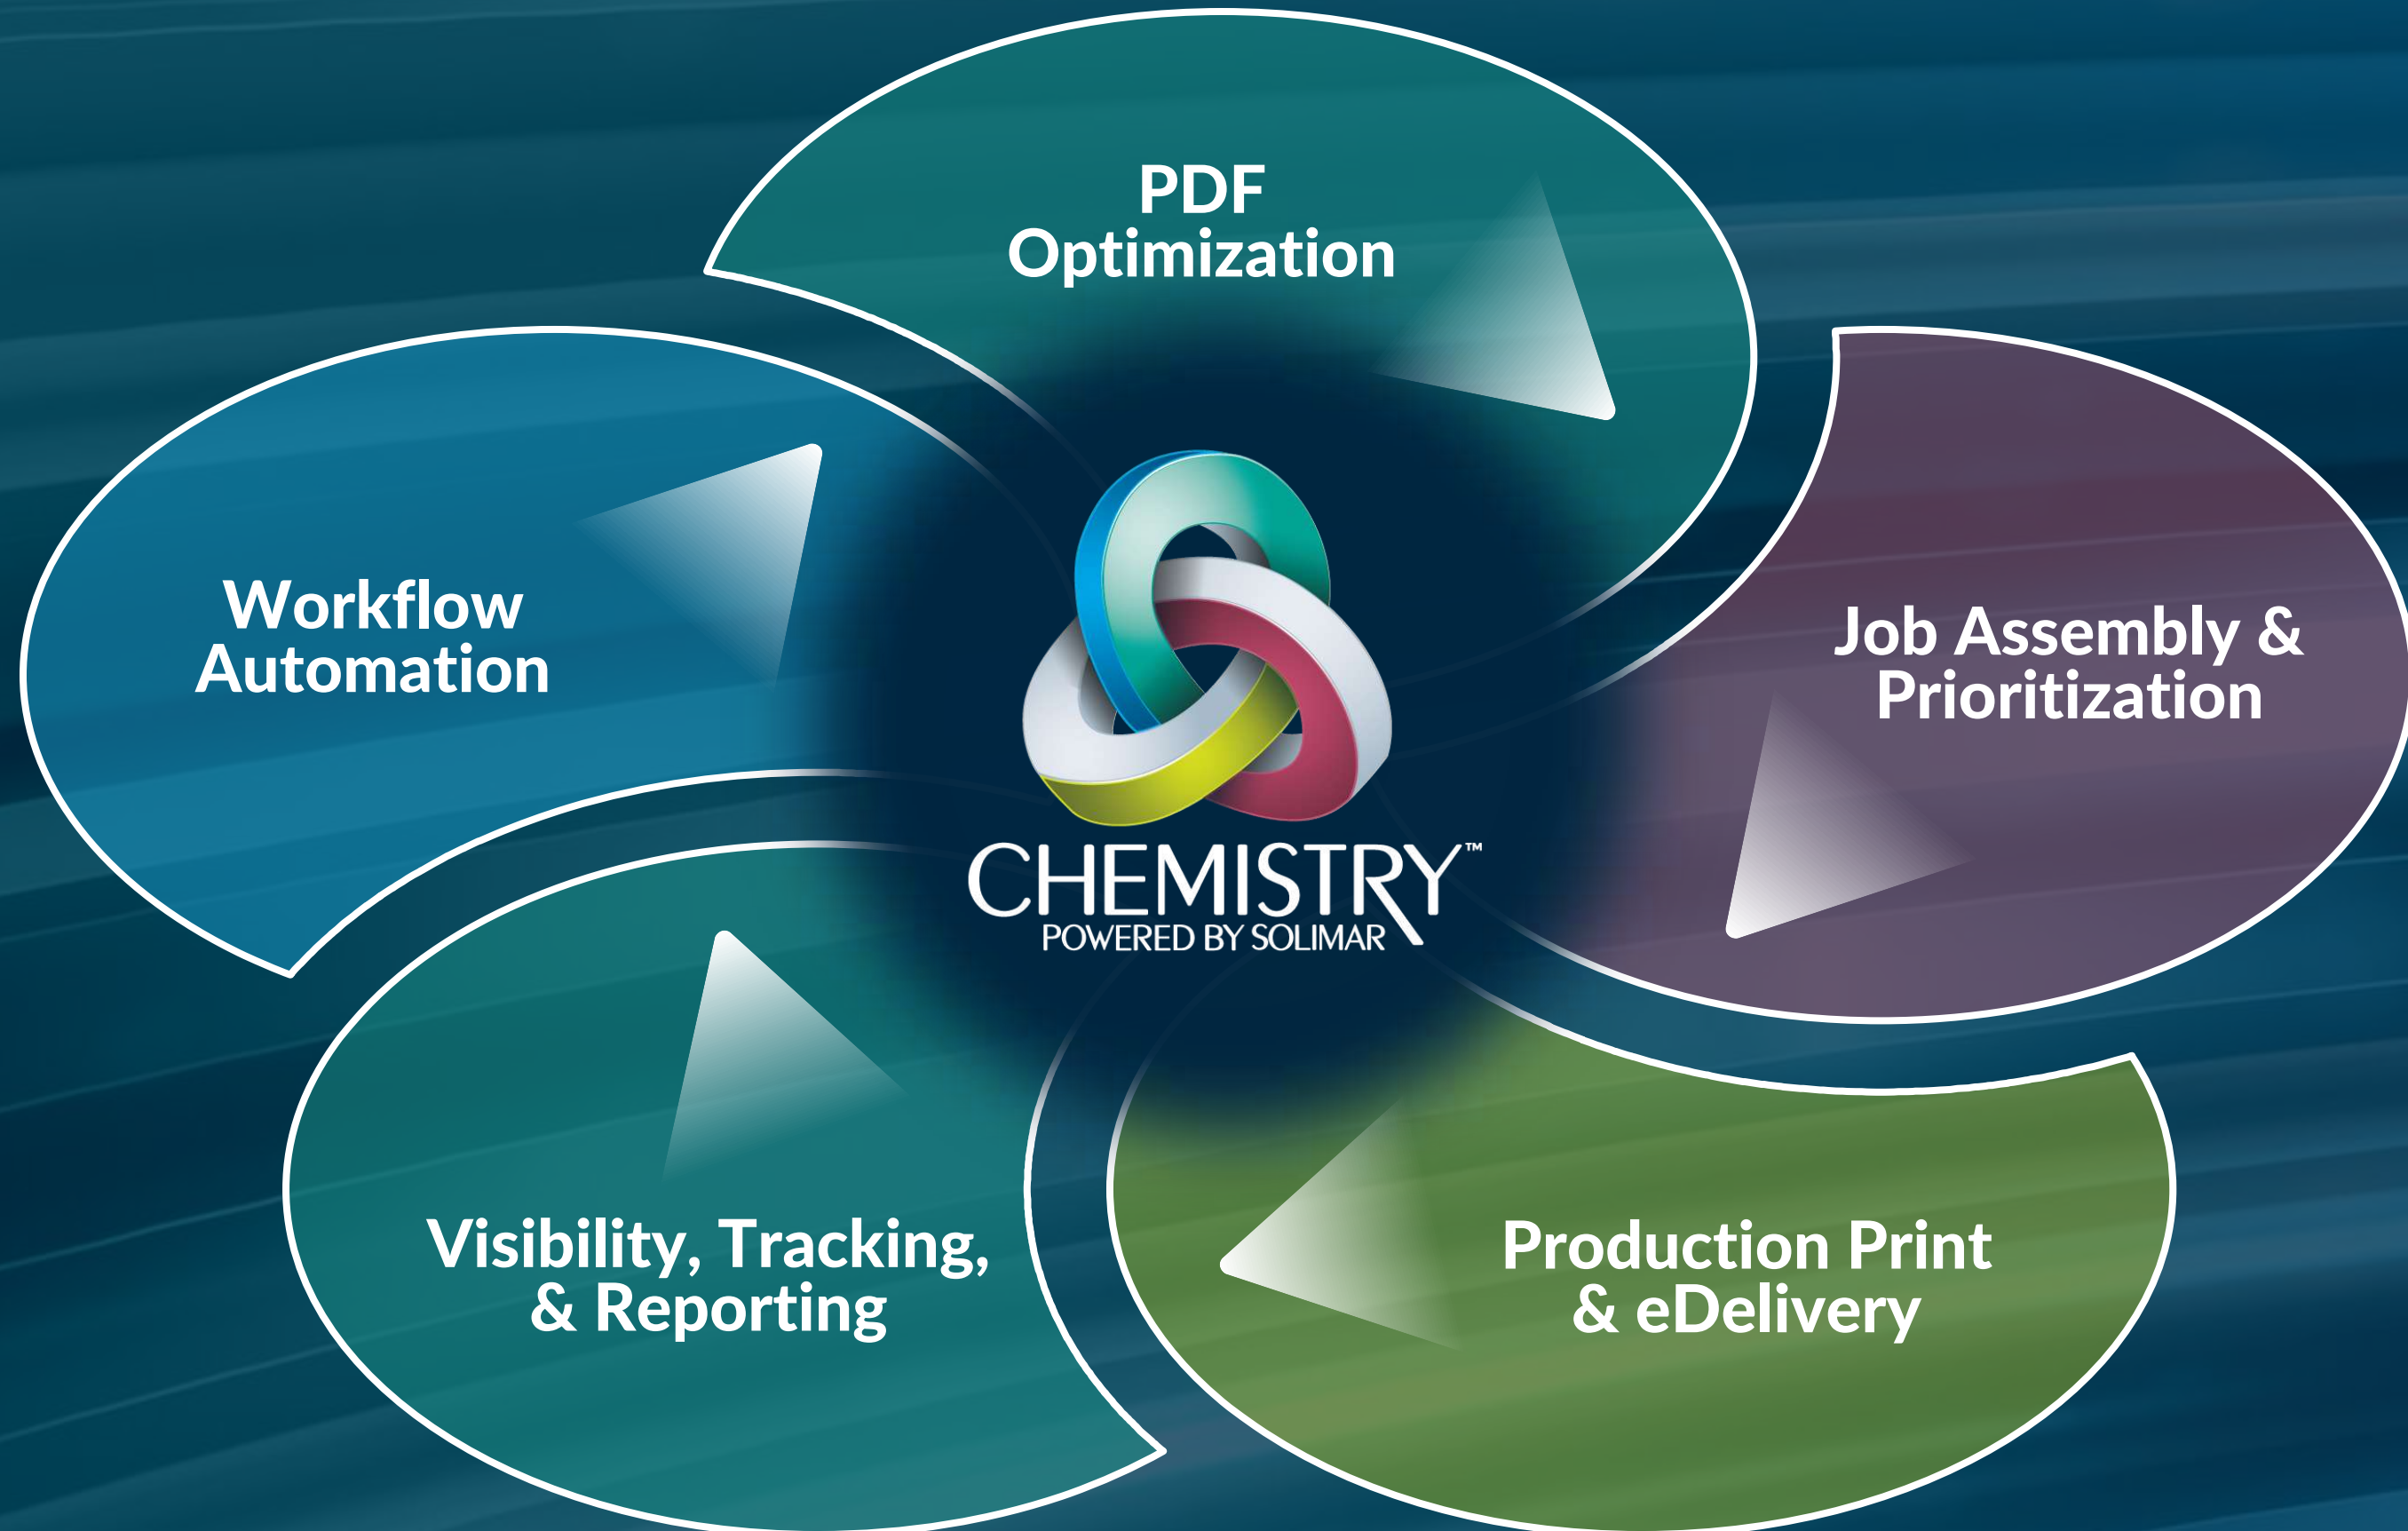 PDF
Optimization
Workflow
Automation
Job Assembly &
Prioritization
CHEMISTRY™
POWERED BY SOLIMAR
Visibility, Tracking,
& Reporting
Production Print
& eDelivery